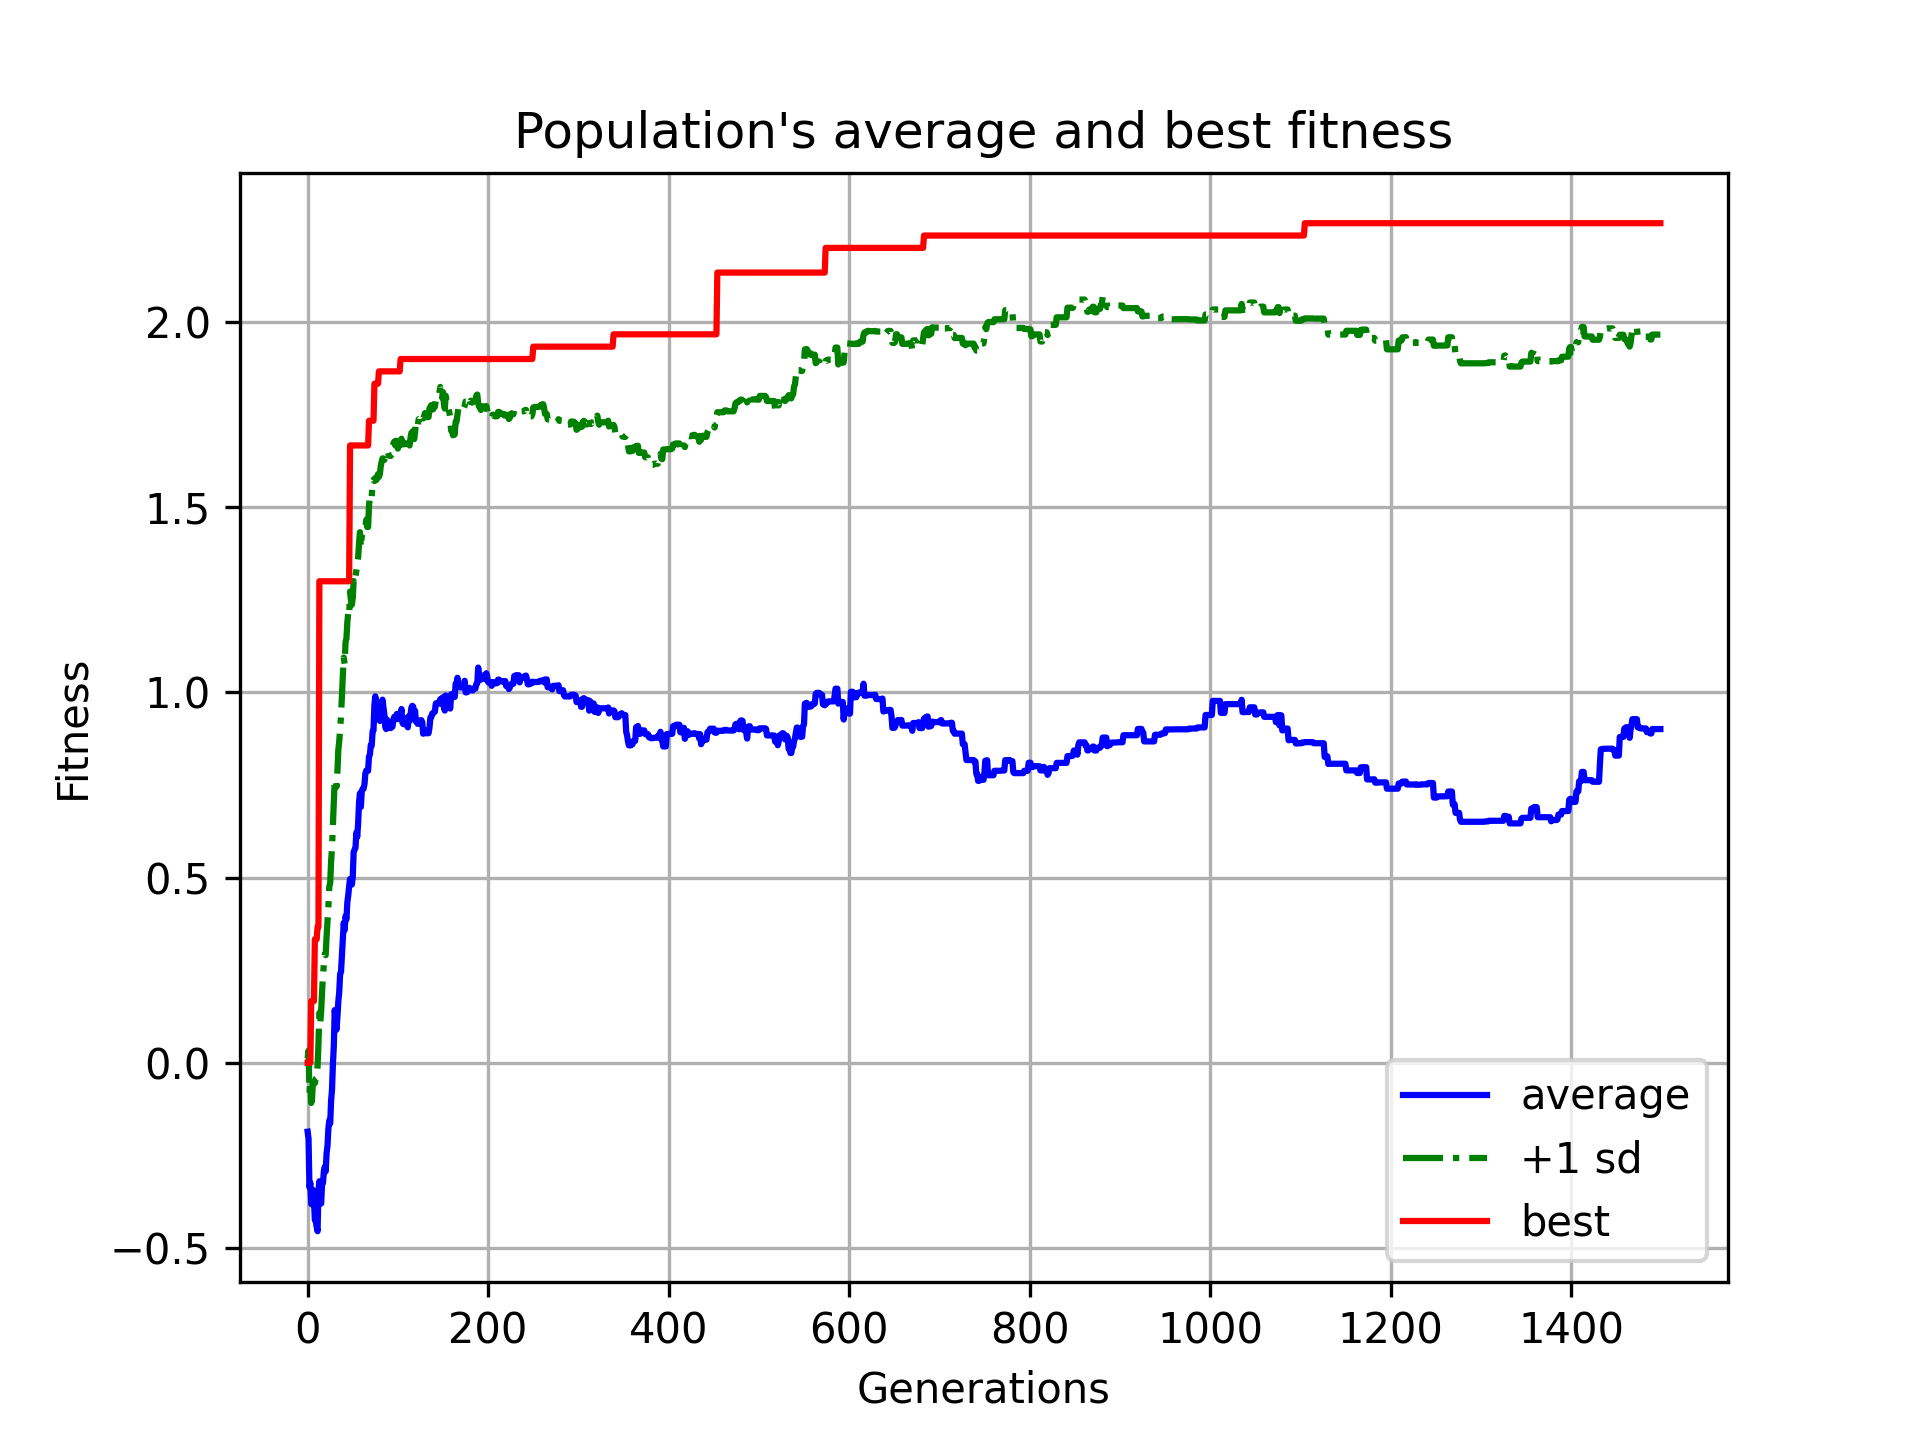 Population's average and best fitness
Fitness
2.0
1.5
1.0
0.5
0.0
−0.5
0 200 400 600 800 1000 1200 1400
Generations
average
+1 sd
best